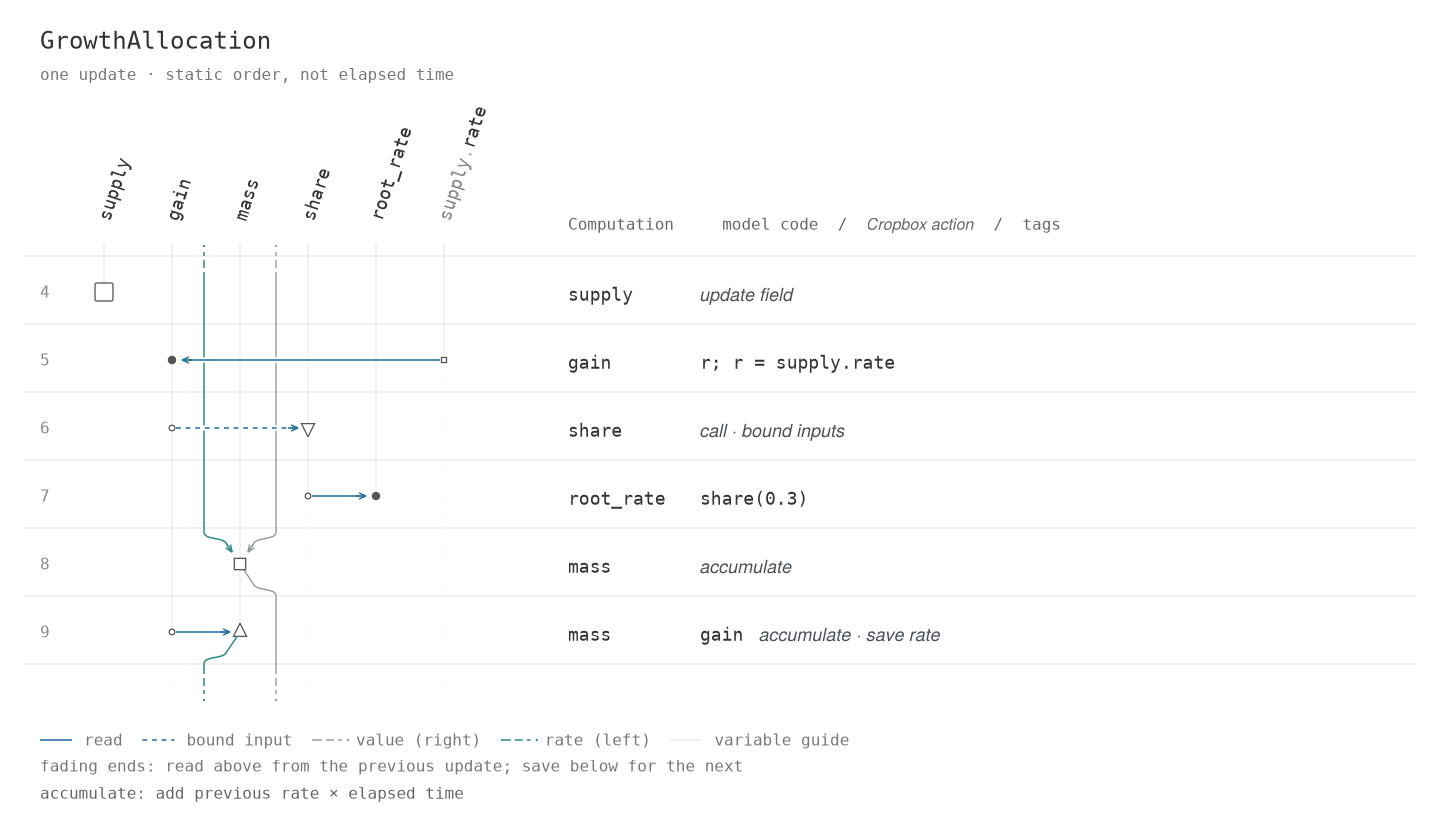 GrowthAllocation
one update · static order, not elapsed time
supply gain mass share root_rate supply.rate
Computation model code / Cropbox action / tags
4 supply update field
5 gain r; r = supply.rate
6 share call · bound inputs
7 root_rate share(0.3)
8 mass accumulate
9 mass gain accumulate · save rate
read bound input value (right) rate (left) variable guide
fading ends: read above from the previous update; save below for the next
accumulate: add previous rate × elapsed time